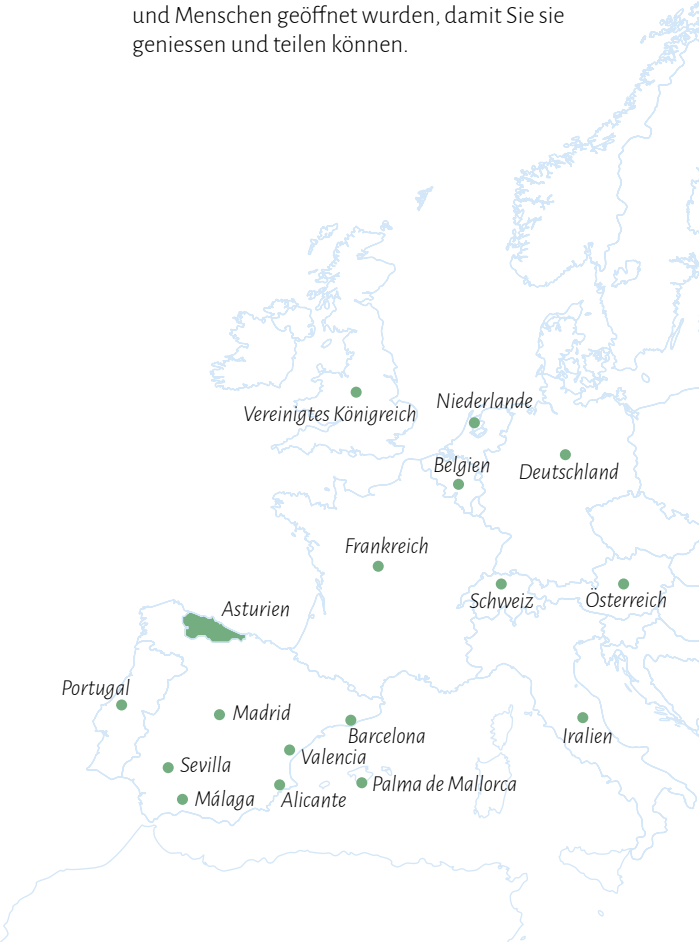 und Menschen geöffnet wurden, damit Sie sie
geniessen und teilen können.
Niederlande
Vereinigtes Königreich
Belgien
Deutschland
Frankreich
Schweiz
Österreich
Asturien
Portugal
Madrid
Barcelona
Iralien
Valencia
Sevilla
Palma de Mallorca
Málaga
Alicante